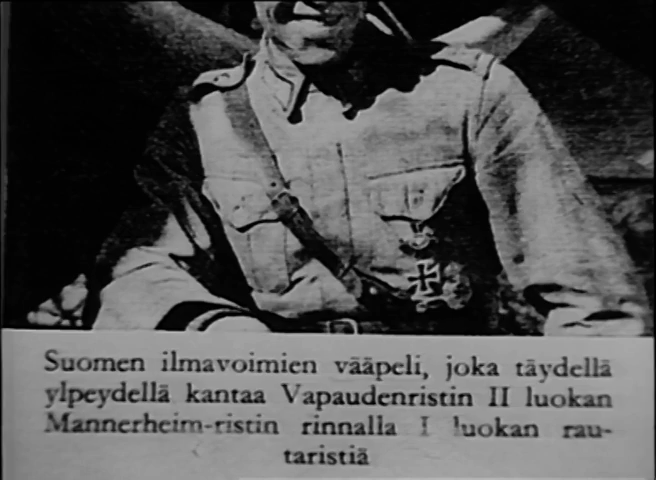 Suomen ilmavoimien vääpeli, joka täydellä
ylpeydellä kantaa Vapaudenristin II luokan
Mannerheim-ristin rinnalla I luokan rau-
taristiä